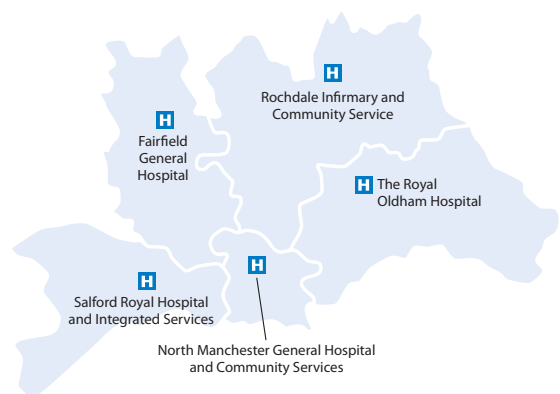 H
Rochdale Infirmary and
Community Service
H
Fairfield
General
Hospital
H
The Royal
Oldham Hospital
H
Salford Royal Hospital
and Integrated Services
H
North Manchester General Hospital
and Community Services